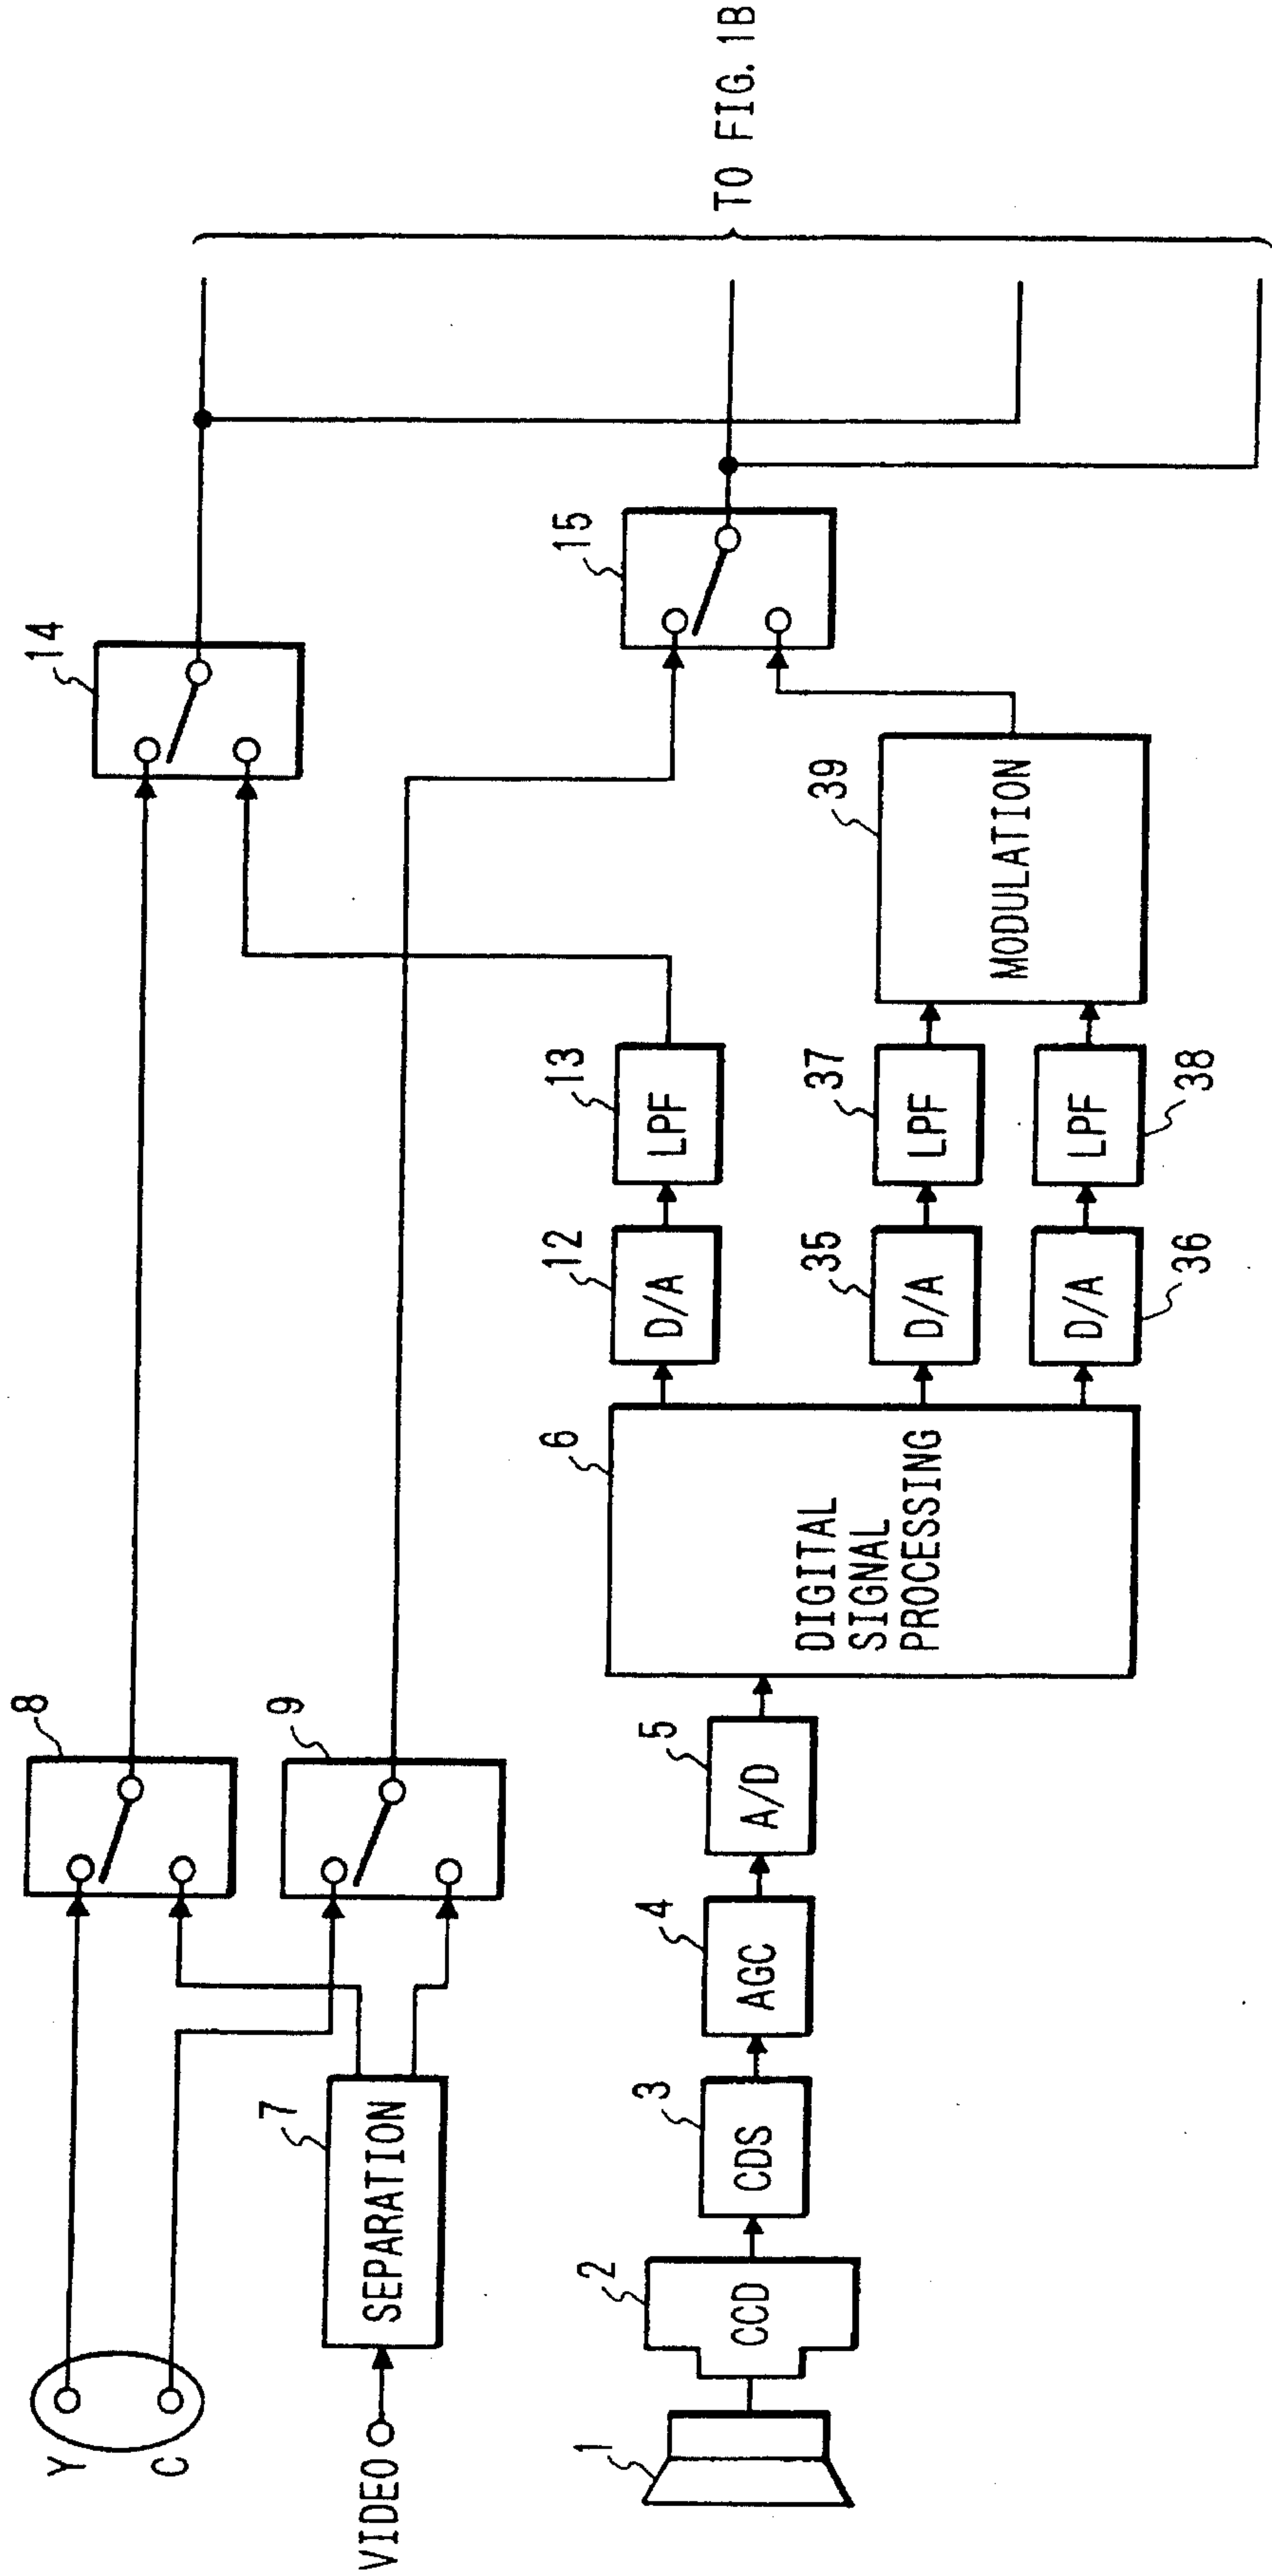 Y
C
VIDEO
7
SEPARATION
8
9
14
15
TO FIG. 1B
1
2
CCD
3
CDS
4
AGC
5
A/D
6
DIGITAL
SIGNAL
PROCESSING
12
D/A
13
LPF
35
D/A
37
LPF
36
D/A
38
LPF
39
MODULATION